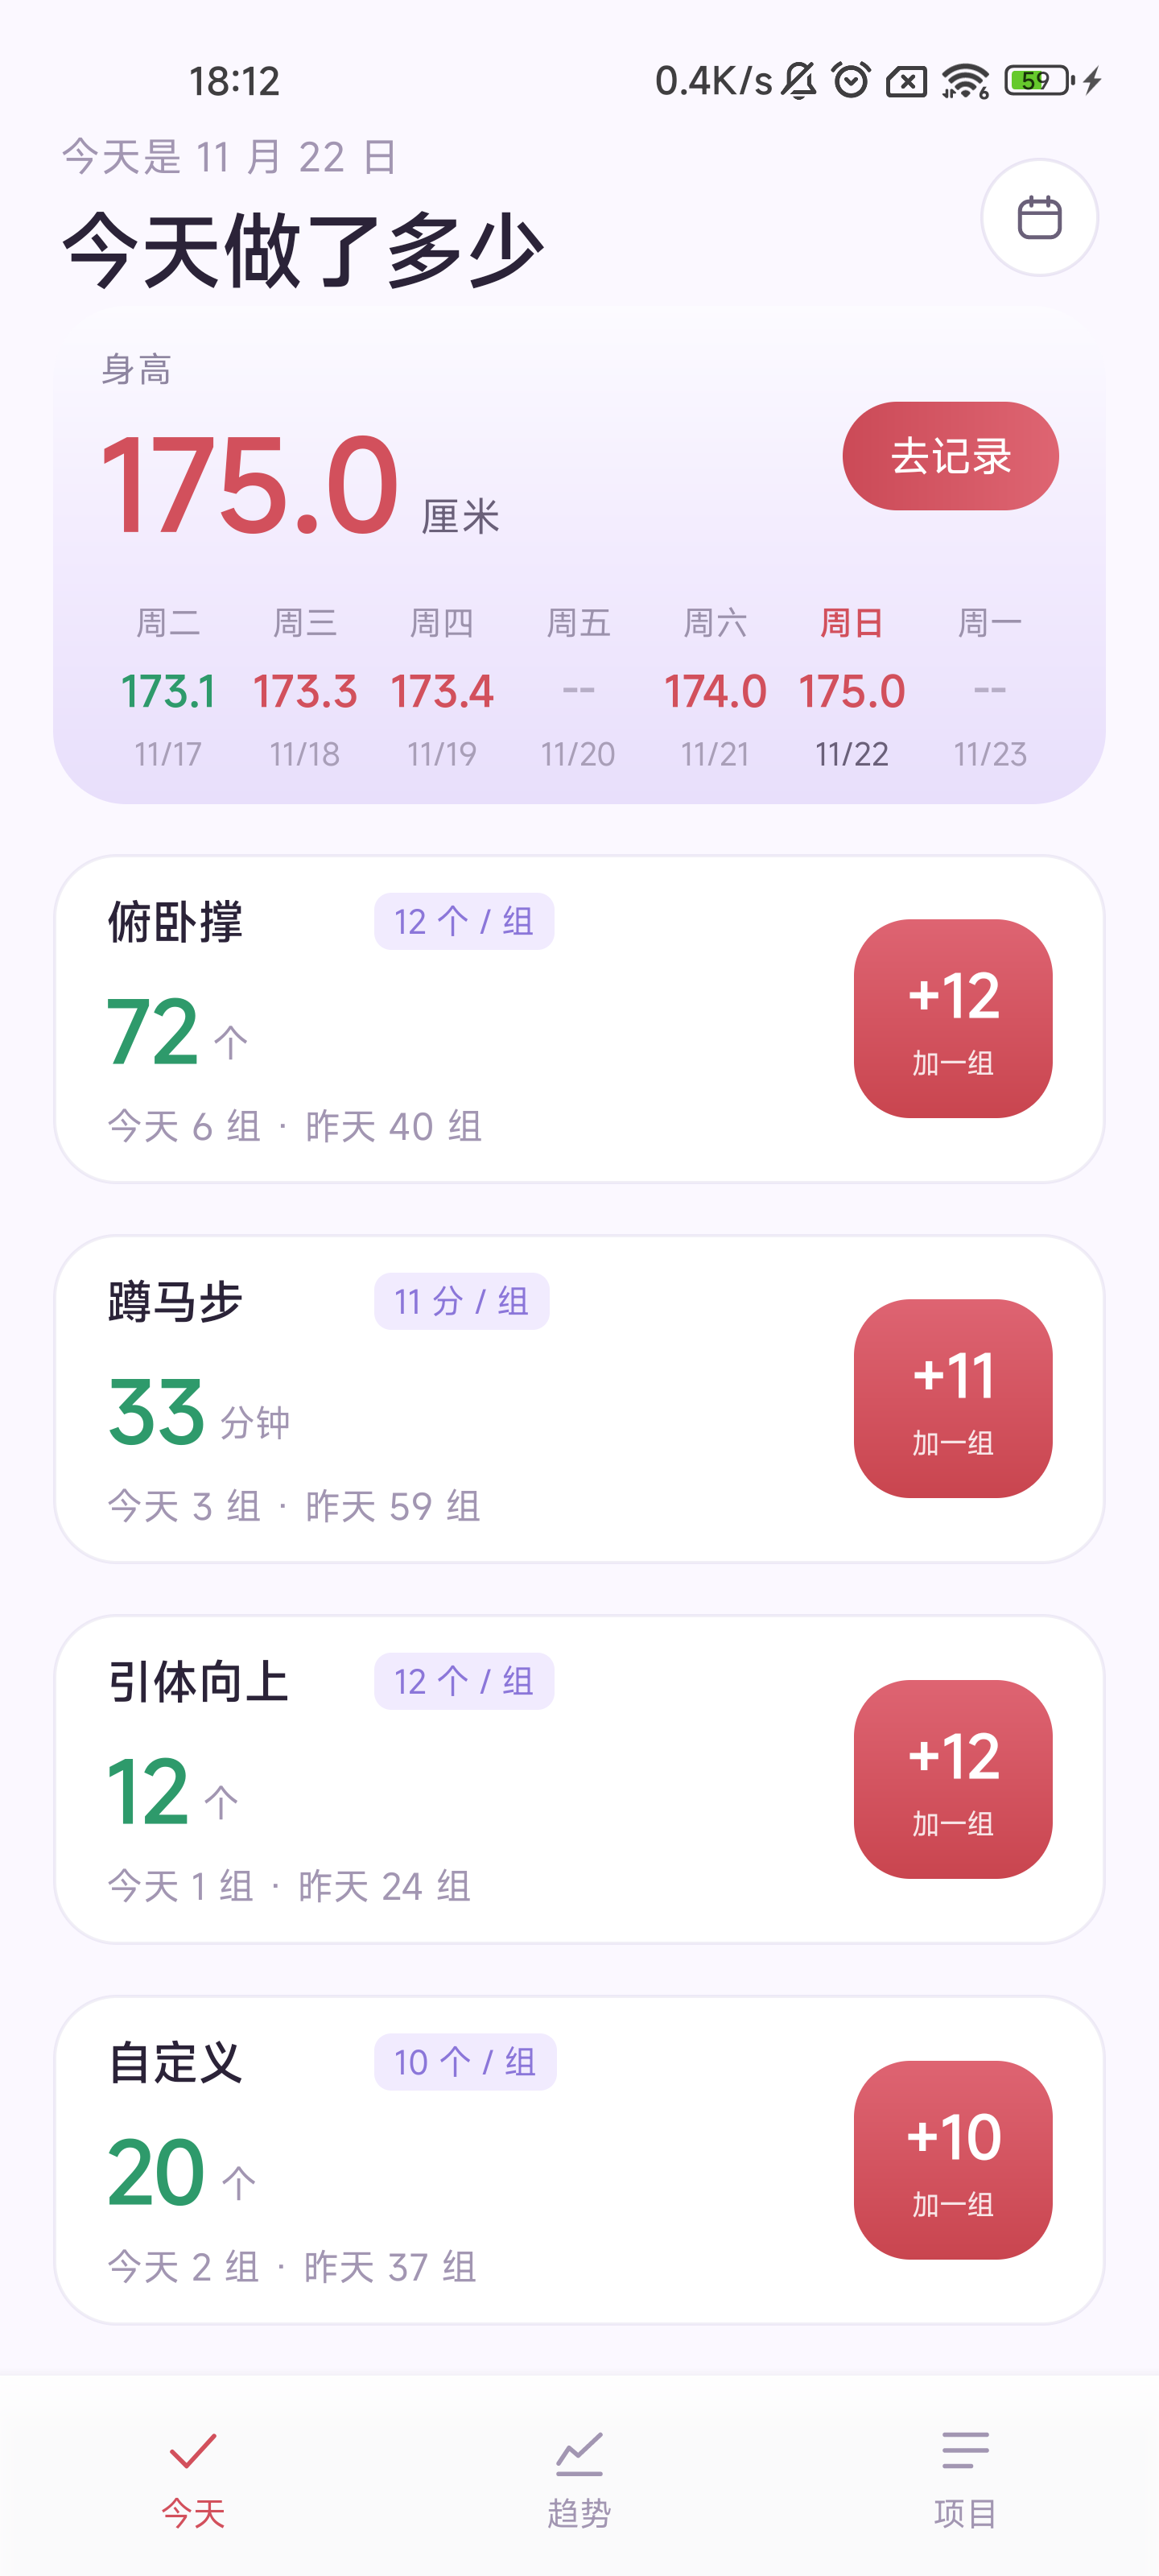 18:12 0.4K/s 6 59
今天是 11 月 22 日
今天做了多少
身高
175.0 厘米
去记录
周二 周三 周四 周五 周六 周日 周一
173.1 173.3 173.4 -- 174.0 175.0 --
11/17 11/18 11/19 11/20 11/21 11/22 11/23
俯卧撑 12 个 / 组
72 个
今天 6 组 · 昨天 40 组
+12
加一组
蹲马步 11 分 / 组
33 分钟
今天 3 组 · 昨天 59 组
+11
加一组
引体向上 12 个 / 组
12 个
今天 1 组 · 昨天 24 组
+12
加一组
自定义 10 个 / 组
20 个
今天 2 组 · 昨天 37 组
+10
加一组
今天 趋势 项目